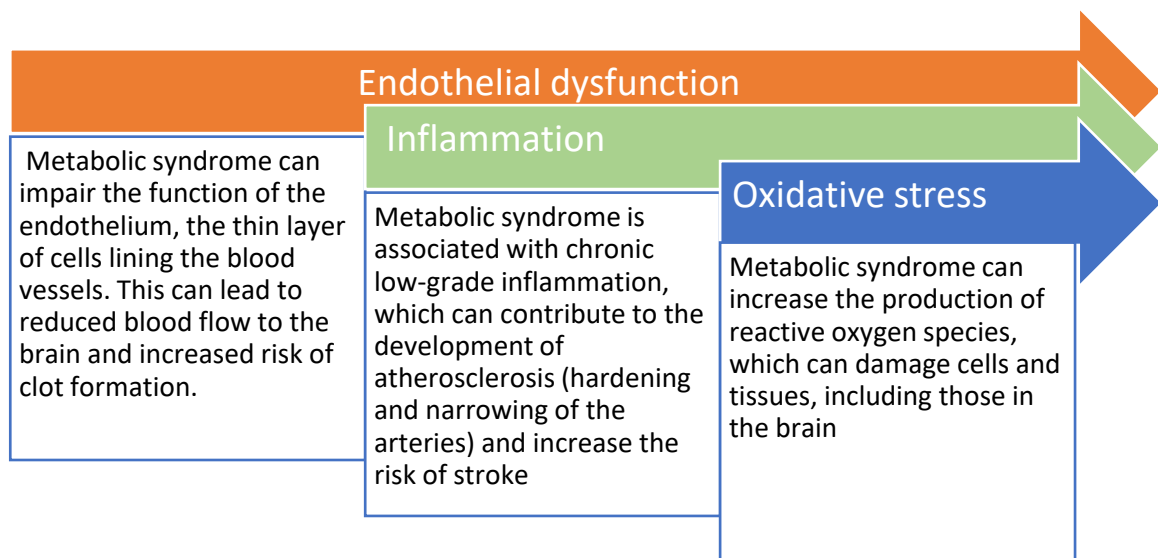 Endothelial dysfunction
Metabolic syndrome can
impair the function of the
endothelium, the thin layer
of cells lining the blood
vessels. This can lead to
reduced blood flow to the
brain and increased risk of
clot formation.
Inflammation
Metabolic syndrome is
associated with chronic
low-grade inflammation,
which can contribute to the
development of
atherosclerosis (hardening
and narrowing of the
arteries) and increase the
risk of stroke
Oxidative stress
Metabolic syndrome can
increase the production of
reactive oxygen species,
which can damage cells and
tissues, including those in
the brain